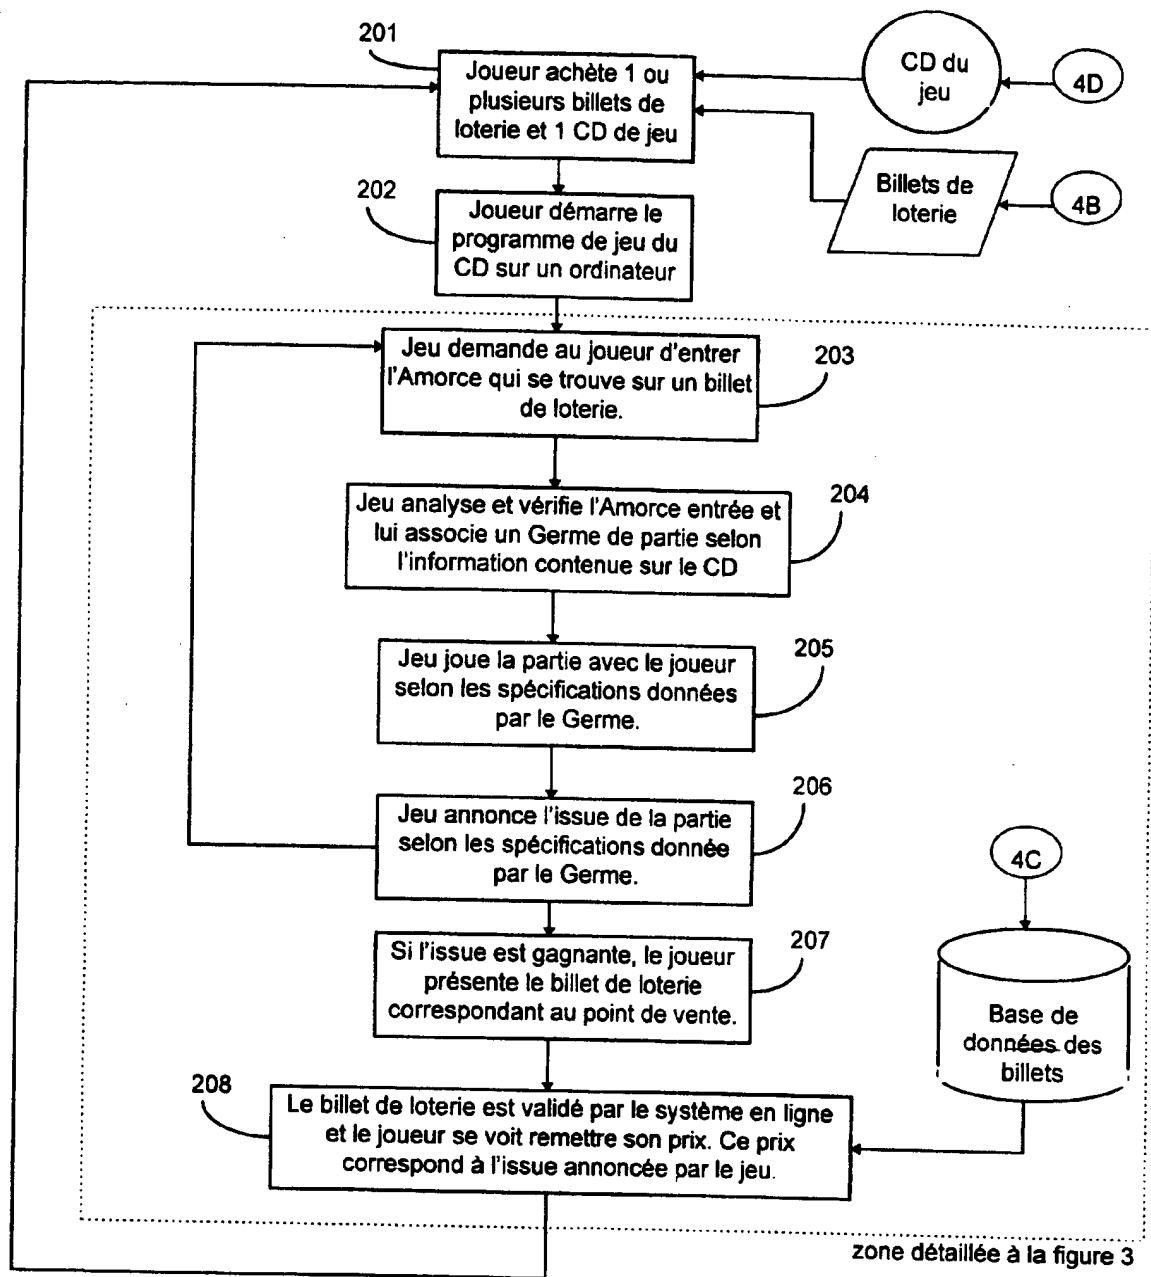 201
Joueur achète 1 ou
plusieurs billets de
loterie et 1 CD de jeu
CD du
jeu
4D
202
Joueur démarre le
programme de jeu du
CD sur un ordinateur
Billets de
loterie
4B
Jeu demande au joueur d'entrer
l'Amorce qui se trouve sur un billet
de loterie.
203
Jeu analyse et vérifie l'Amorce entrée et
lui associe un Germe de partie selon
l'information contenue sur le CD
204
Jeu joue la partie avec le joueur
selon les spécifications données
par le Germe.
205
Jeu annonce l'issue de la partie
selon les spécifications donnée
par le Germe.
206
4C
Si l'issue est gagnante, le joueur
présente le billet de loterie
correspondant au point de vente.
207
Base de
données des
billets
208
Le billet de loterie est validé par le système en ligne
et le joueur se voit remettre son prix. Ce prix
correspond à l'issue annoncée par le jeu.
zone détaillée à la figure 3